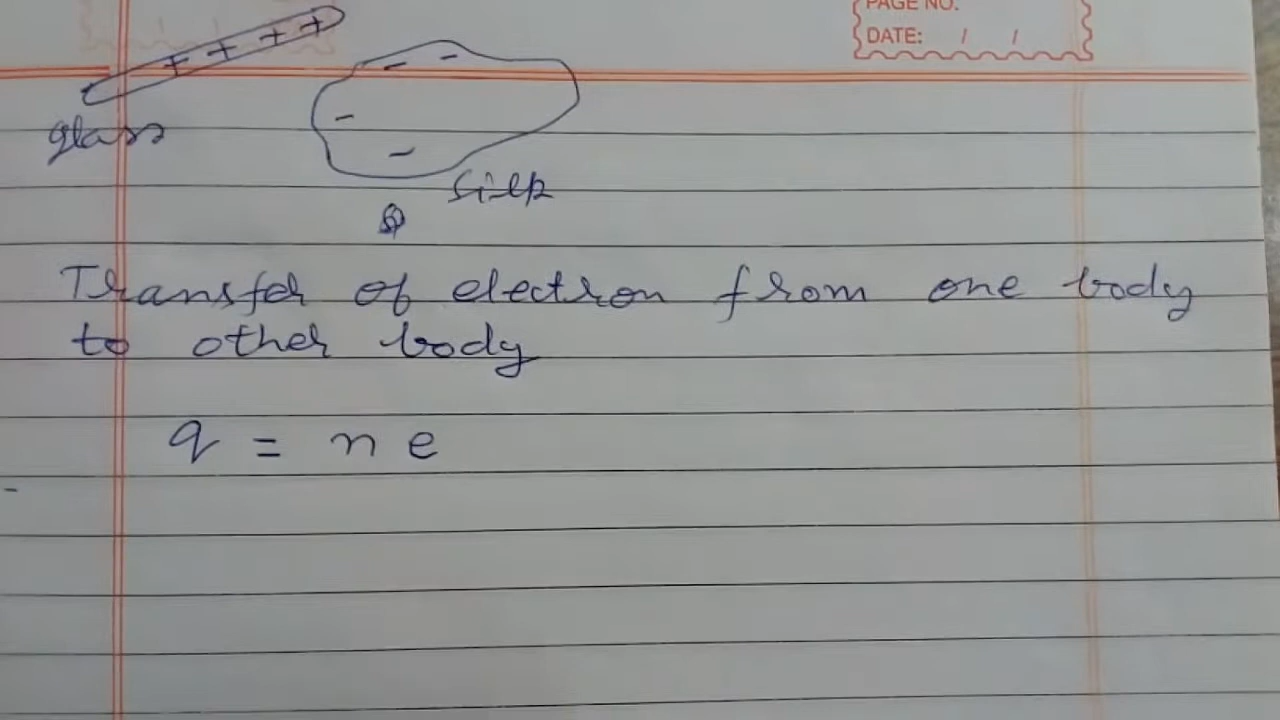 PAGE NO.
DATE: / /
+ + + +
- -
-
-
glass
silk
Transfer of electron from one body
to other body
q = n e